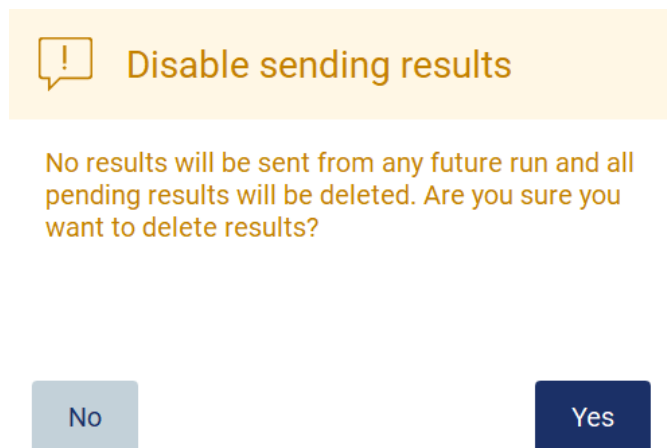 Disable sending results
No results will be sent from any future run and all
pending results will be deleted. Are you sure you
want to delete results?
No
Yes